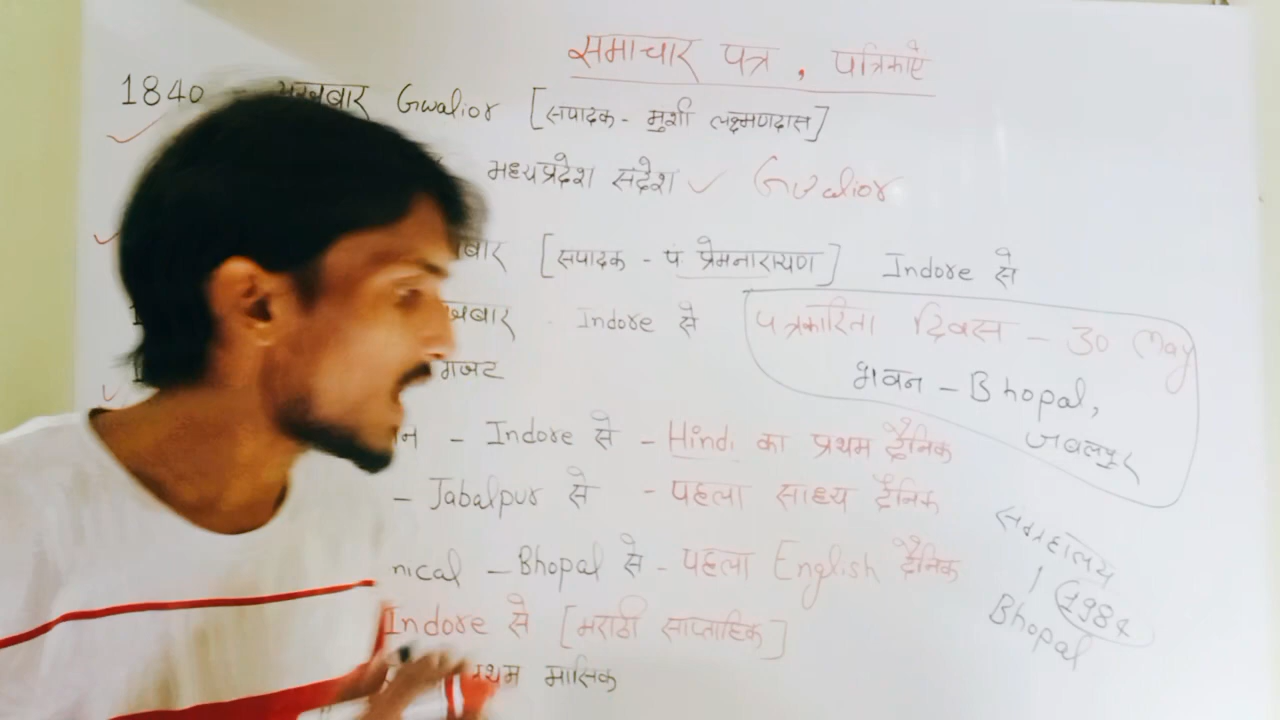 समाचार पत्र , पत्रिकाऐं
1840 - अखबार Gwalior [संपादक - मुंशी लक्ष्मणदास]
मध्यप्रदेश संदेश ✓ Gwalior
बार [संपादक - पं प्रेमनारायण] Indore से
खबार - Indore से
पत्रकारिता दिवस - 30 May
गजट
भवन - Bhopal,
जबलपुर
न - Indore से - Hindi का प्रथम दैनिक
- Jabalpur से - पहला सांध्य दैनिक
nical - Bhopal से - पहला English दैनिक
संग्रहालय
1984
Bhopal
Indore से [मराठी साप्ताहिक]
प्रथम मासिक